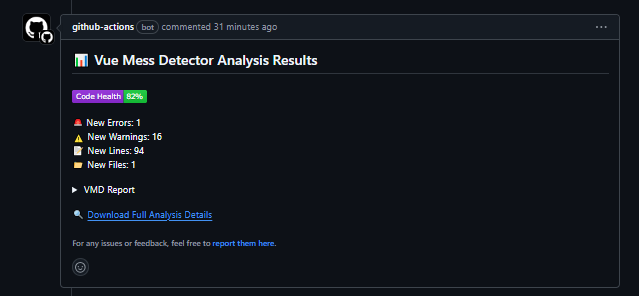 github-actions bot commented 31 minutes ago
Vue Mess Detector Analysis Results
Code Health 82%
New Errors: 1
New Warnings: 16
New Lines: 94
New Files: 1
VMD Report
Download Full Analysis Details
For any issues or feedback, feel free to report them here.